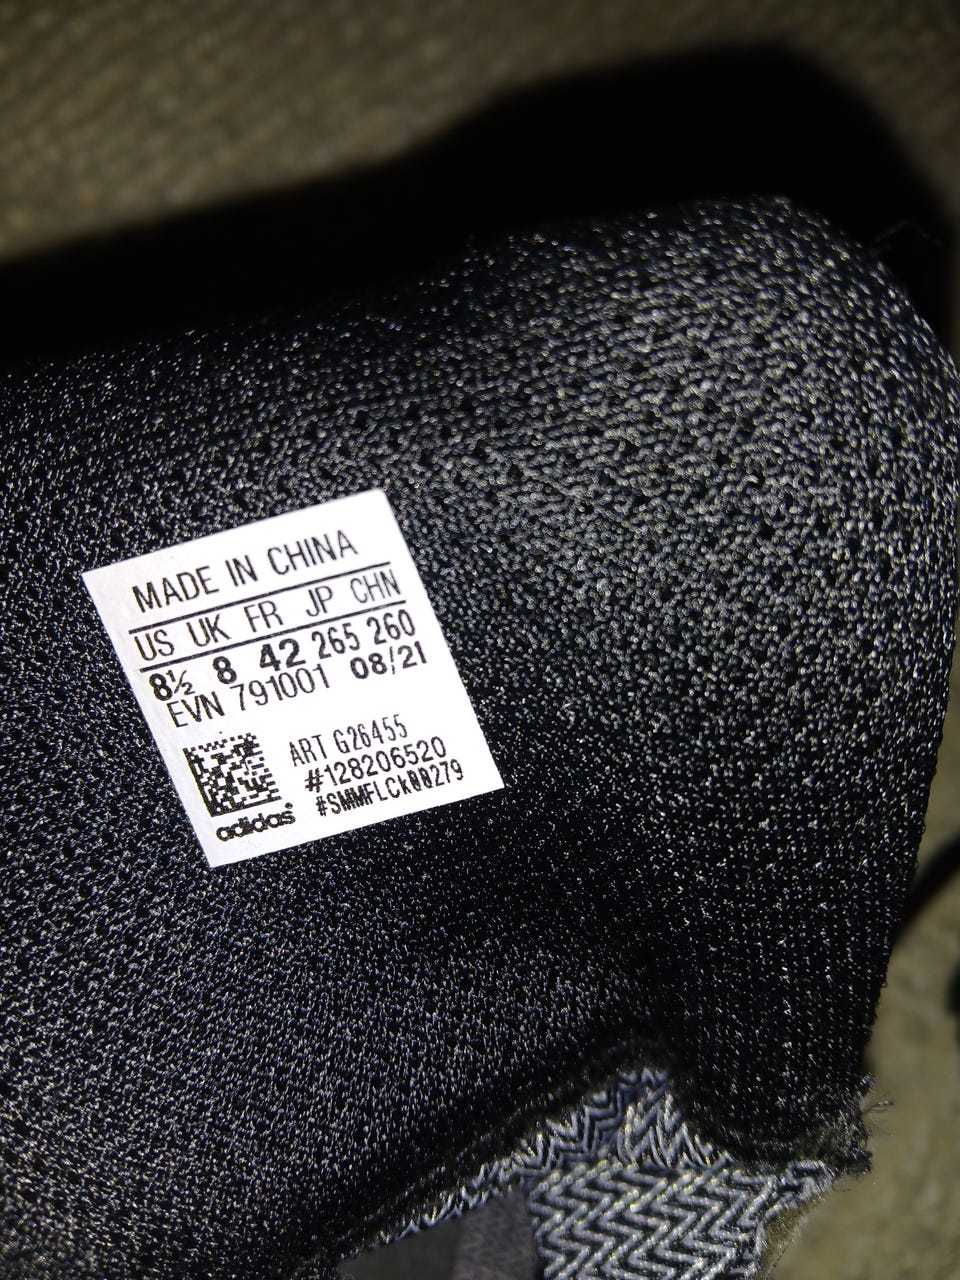 MADE IN CHINA
US UK FR JP CHN
8½ 8 42 265 260
EVN 791001 08/21
ART G26455
#128206520
#SMMFLCK00279
adidas